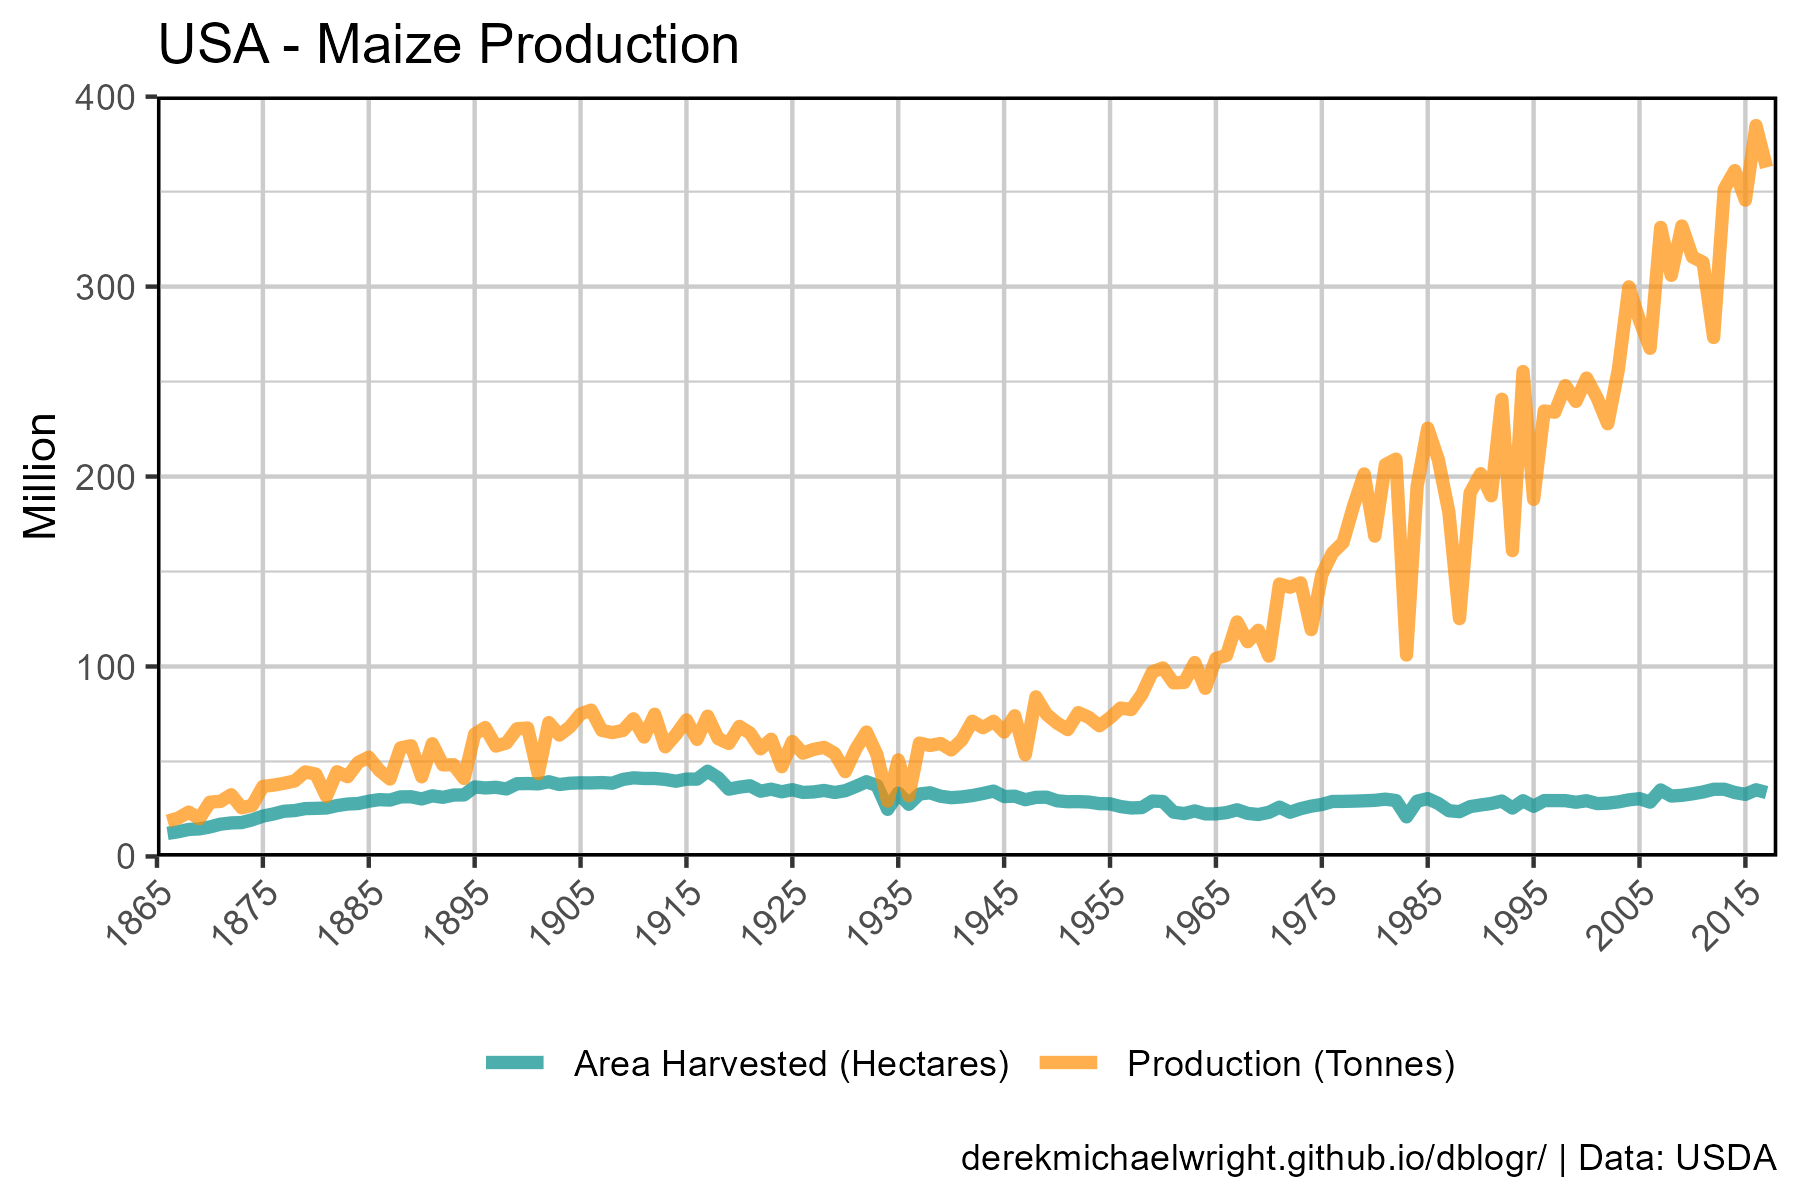 USA - Maize Production
Million
400
300
200
100
0
1865 1875 1885 1895 1905 1915 1925 1935 1945 1955 1965 1975 1985 1995 2005 2015
Area Harvested (Hectares) Production (Tonnes)
derekmichaelwright.github.io/dblogr/ | Data: USDA